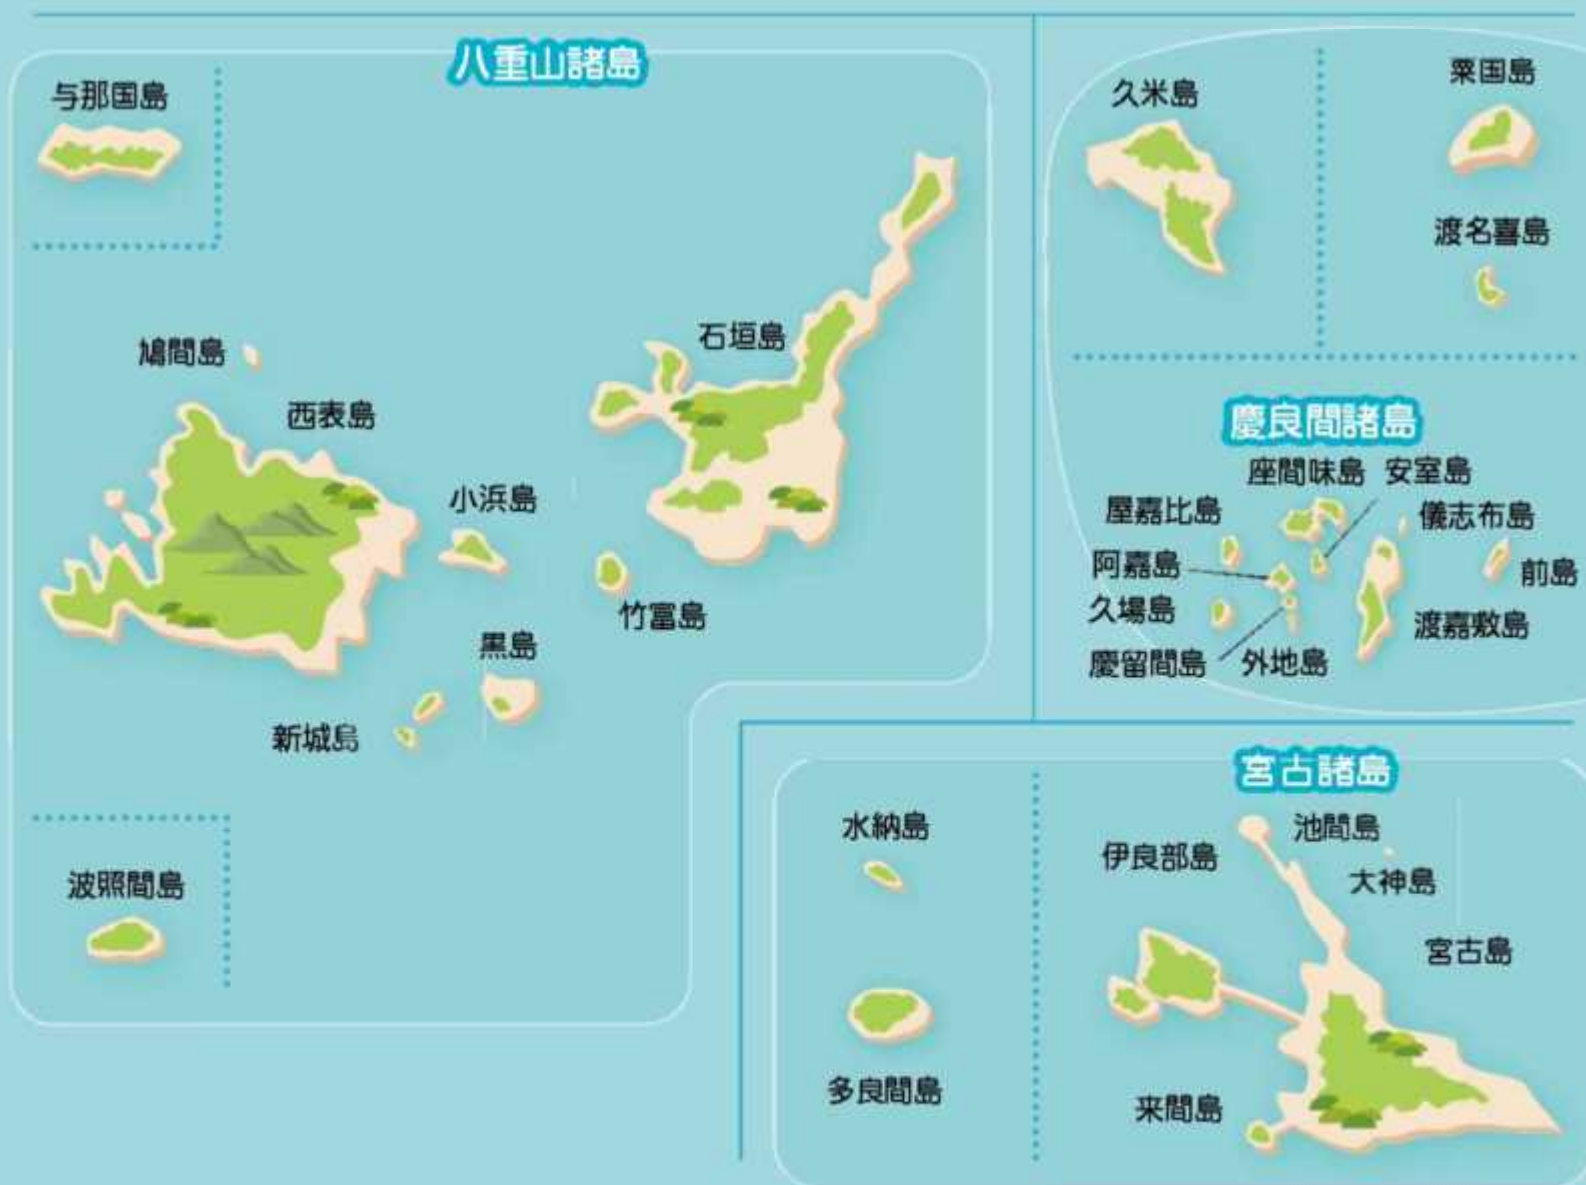 八重山諸島
与那国島
鳩間島
西表島
石垣島
小浜島
竹富島
黒島
新城島
波照間島
久米島
粟国島
渡名喜島
慶良間諸島
座間味島
安室島
屋嘉比島
儀志布島
阿嘉島
前島
久場島
渡嘉敷島
慶留間島
外地島
宮古諸島
水納島
池間島
伊良部島
大神島
宮古島
多良間島
来間島